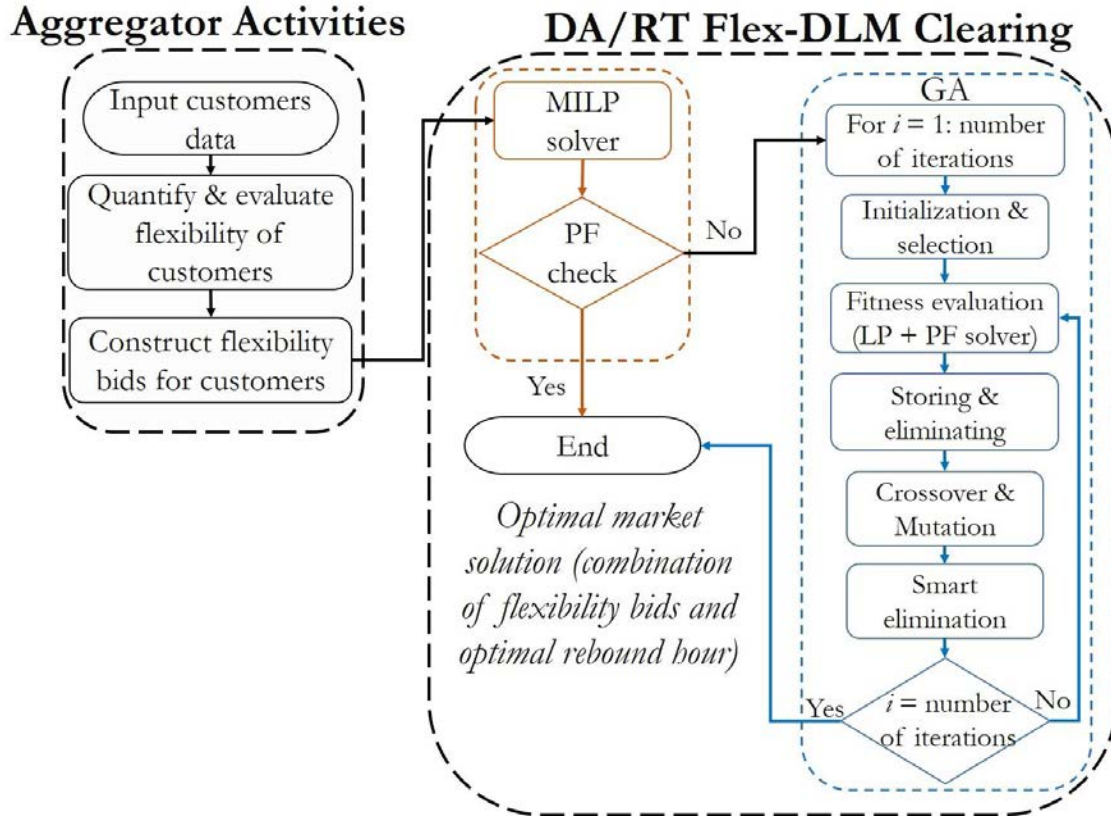 Aggregator Activities
Input customers
data
Quantify & evaluate
flexibility of
customers
Construct flexibility
bids for customers
DA/RT Flex-DLM Clearing
MILP
solver
PF
check
No
Yes
End
Optimal market
solution (combination
of flexibility bids and
optimal rebound hour)
GA
For i = 1: number
of iterations
Initialization &
selection
Fitness evaluation
(LP + PF solver)
Storing &
eliminating
Crossover &
Mutation
Smart
elimination
i = number
of iterations
Yes
No